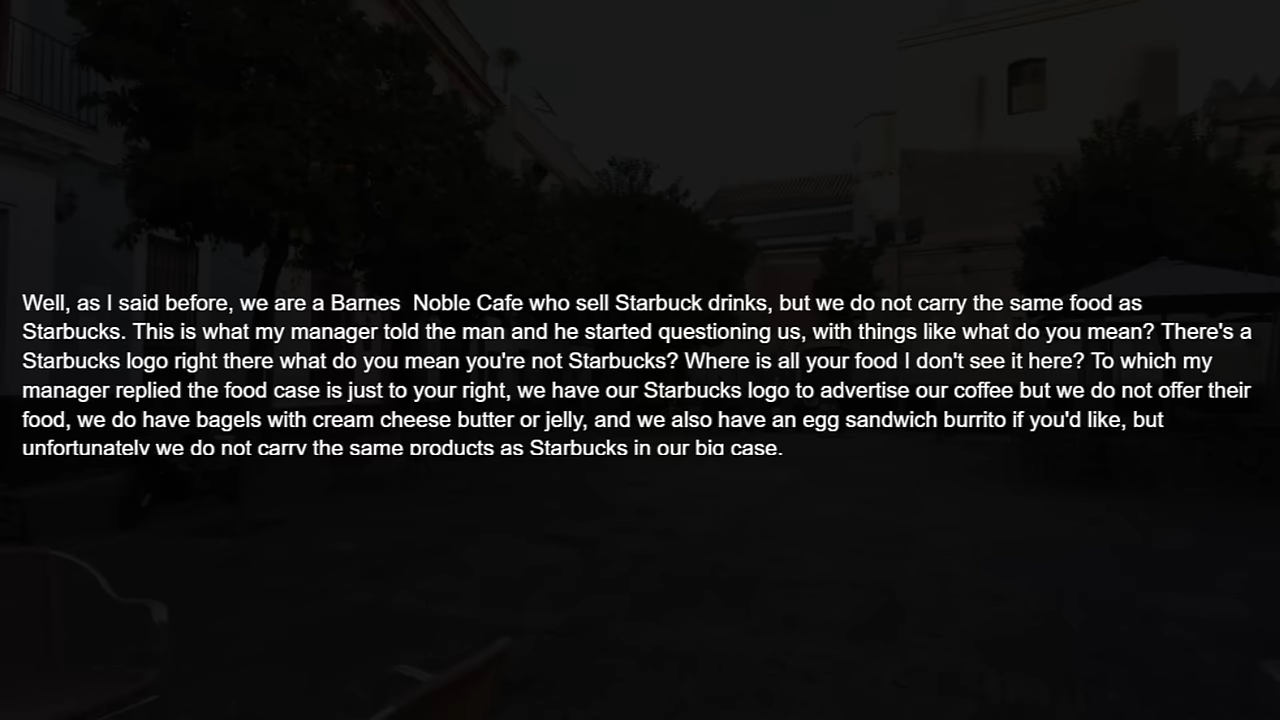 Well, as I said before, we are a Barnes  Noble Cafe who sell Starbuck drinks, but we do not carry the same food as
Starbucks. This is what my manager told the man and he started questioning us, with things like what do you mean? There's a
Starbucks logo right there what do you mean you're not Starbucks? Where is all your food I don't see it here? To which my
manager replied the food case is just to your right, we have our Starbucks logo to advertise our coffee but we do not offer their
food, we do have bagels with cream cheese butter or jelly, and we also have an egg sandwich burrito if you'd like, but
unfortunately we do not carry the same products as Starbucks in our big case.